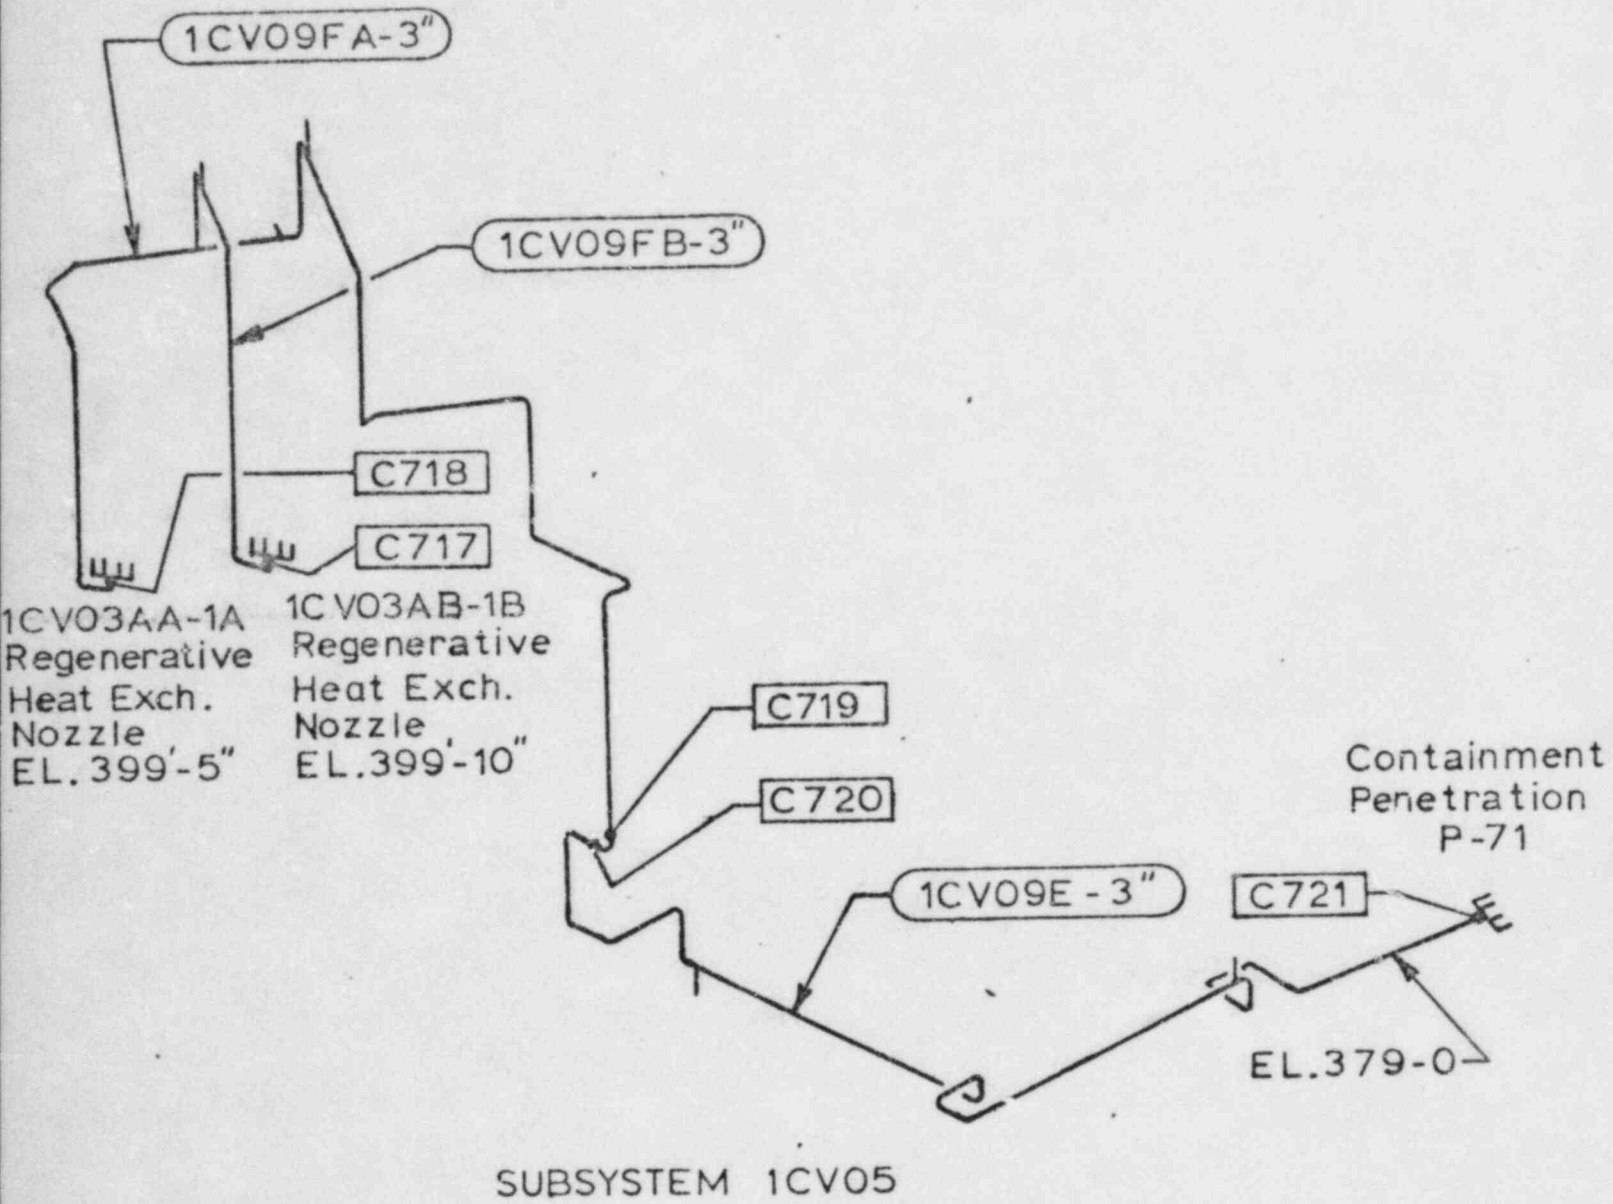 1CV09FA-3"
1CV09FB-3"
C718
C717
1CV03AA-1A
Regenerative
Heat Exch.
Nozzle
EL.399'-5"
1CV03AB-1B
Regenerative
Heat Exch.
Nozzle
EL.399'-10"
C719
C720
1CV09E-3"
C721
Containment
Penetration
P-71
EL.379-0
SUBSYSTEM 1CV05